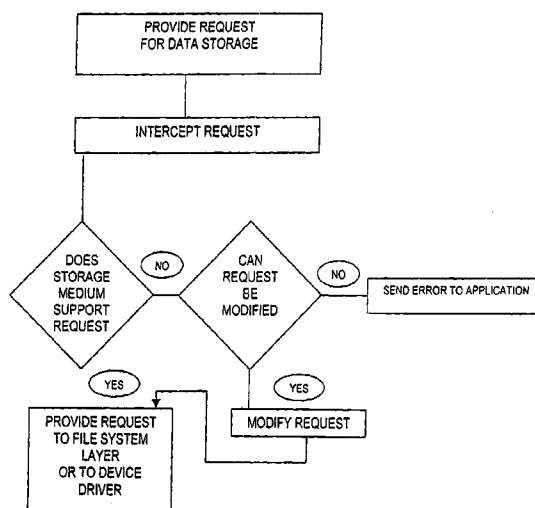 PROVIDE REQUEST
FOR DATA STORAGE
INTERCEPT REQUEST
DOES
STORAGE
MEDIUM
SUPPORT
REQUEST
NO
CAN
REQUEST
BE
MODIFIED
NO
SEND ERROR TO APPLICATION
YES
YES
PROVIDE REQUEST
TO FILE SYSTEM
LAYER
OR TO DEVICE
DRIVER
MODIFY REQUEST